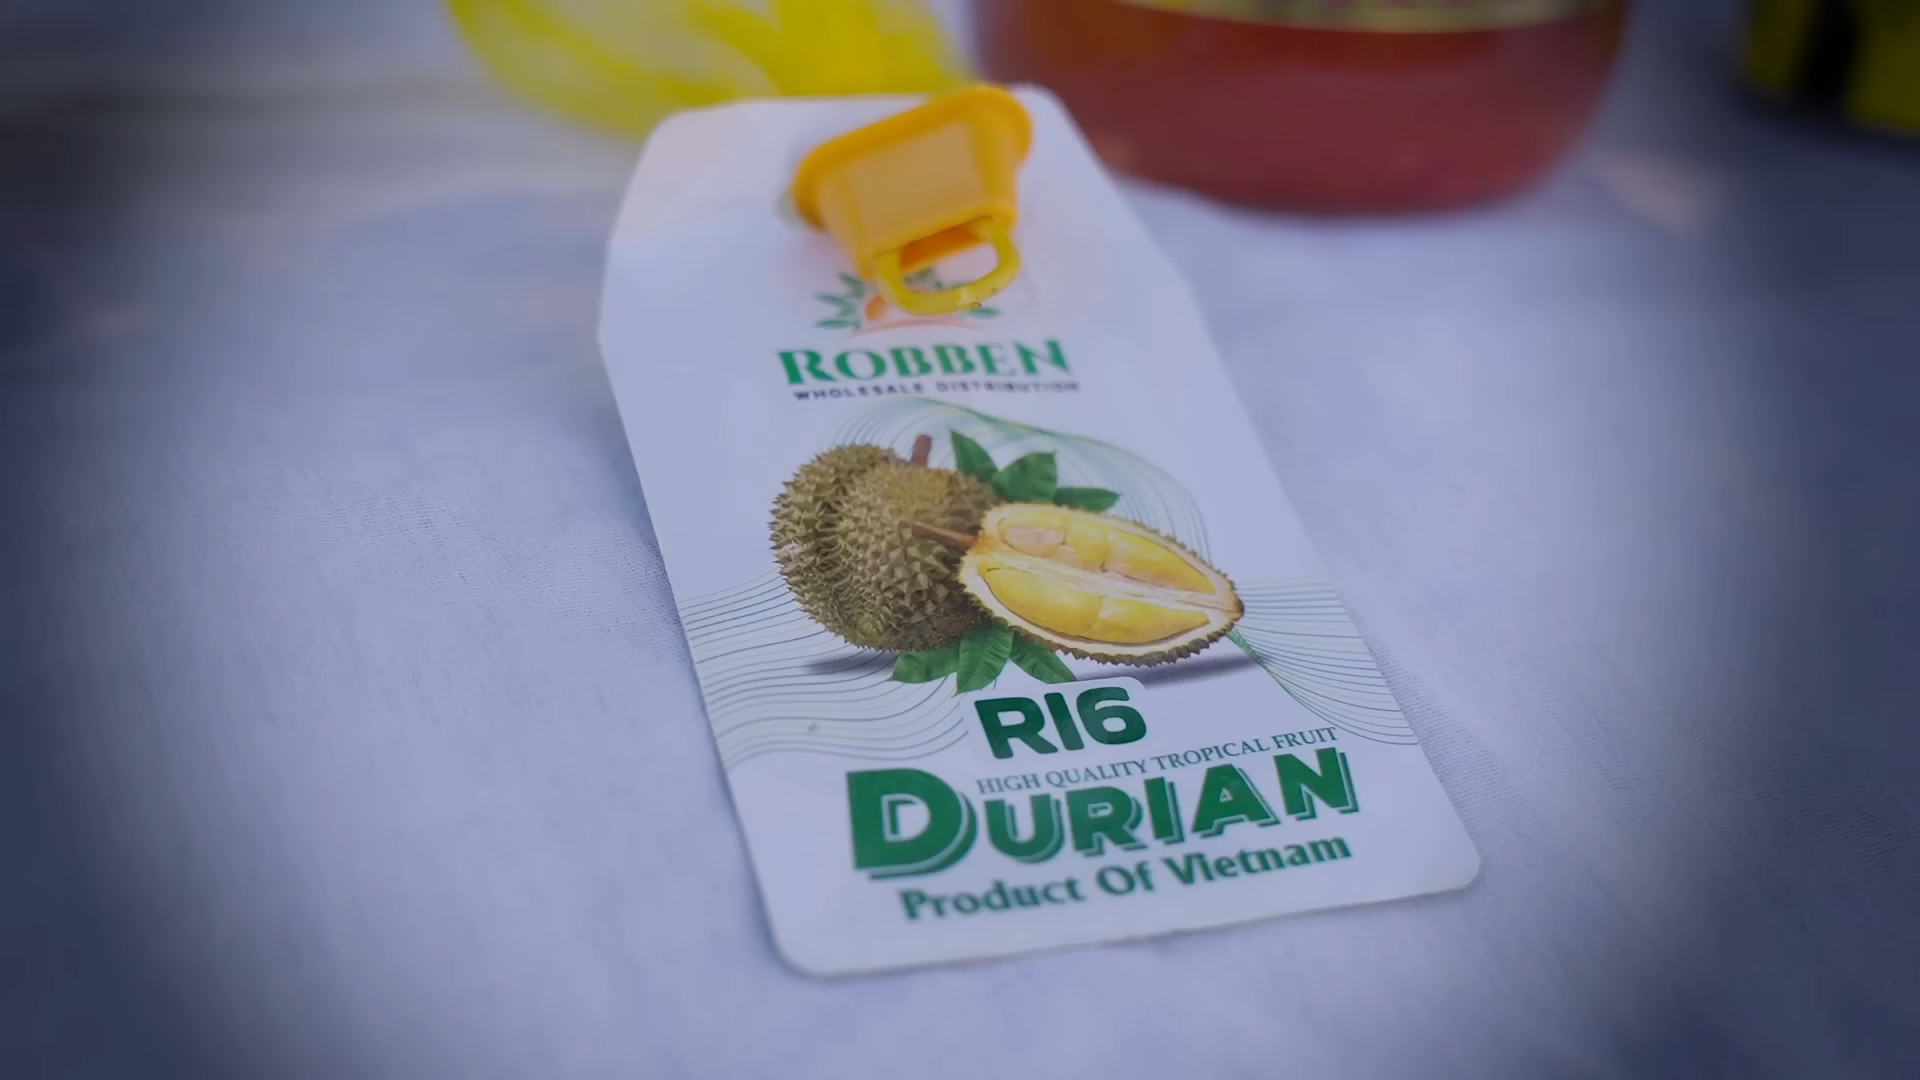 ROBBEN
WHOLESALE DISTRIBUTION
RI6
HIGH QUALITY TROPICAL FRUIT
DURIAN
Product Of Vietnam